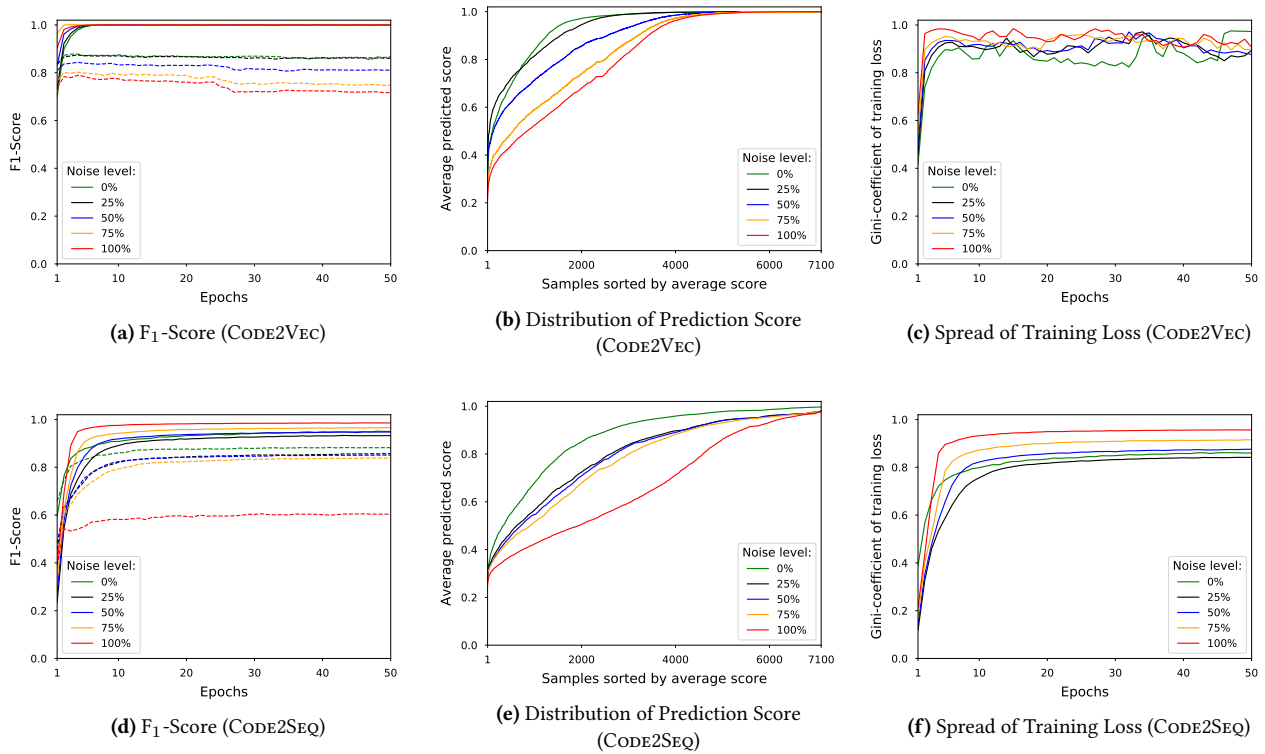 1.0
0.8
0.6
0.4
0.2
0.0
F1-Score
Noise level:
0%
25%
50%
75%
100%
1 10 20 30 40 50
Epochs
(a) F1-Score (Code2Vec)
1.0
0.8
0.6
0.4
0.2
0.0
Average predicted score
Noise level:
0%
25%
50%
75%
100%
1 2000 4000 6000 7100
Samples sorted by average score
(b) Distribution of Prediction Score
(Code2Vec)
1.0
0.8
0.6
0.4
0.2
0.0
Gini-coefficient of training loss
Noise level:
0%
25%
50%
75%
100%
1 10 20 30 40 50
Epochs
(c) Spread of Training Loss (Code2Vec)
1.0
0.8
0.6
0.4
0.2
0.0
F1-Score
Noise level:
0%
25%
50%
75%
100%
1 10 20 30 40 50
Epochs
(d) F1-Score (Code2Seq)
1.0
0.8
0.6
0.4
0.2
0.0
Average predicted score
Noise level:
0%
25%
50%
75%
100%
1 2000 4000 6000 7100
Samples sorted by average score
(e) Distribution of Prediction Score
(Code2Seq)
1.0
0.8
0.6
0.4
0.2
0.0
Gini-coefficient of training loss
Noise level:
0%
25%
50%
75%
100%
1 10 20 30 40 50
Epochs
(f) Spread of Training Loss (Code2Seq)